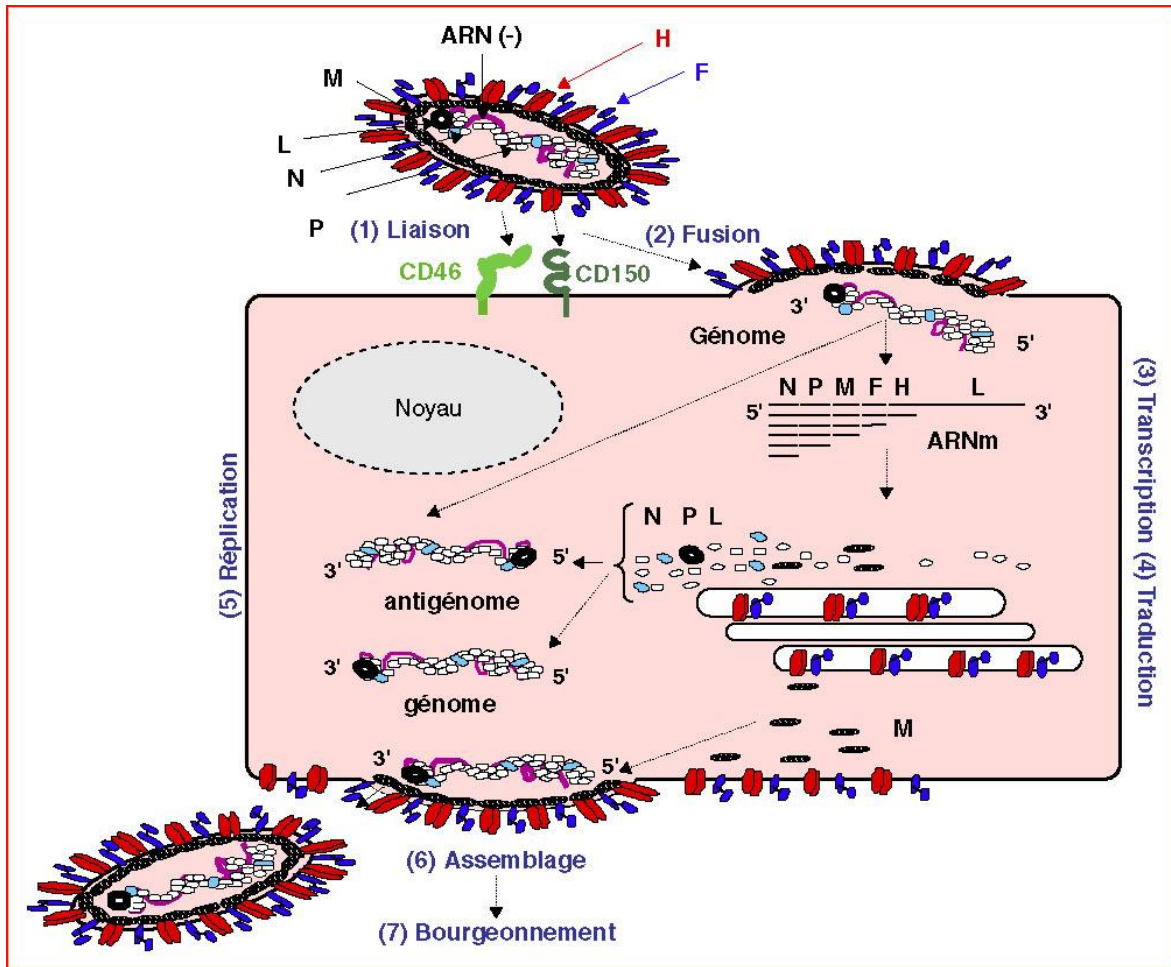 ARN (-)
H
M
F
L
N
P
(1) Liaison
(2) Fusion
CD46
CD150
3'
Génome
5'
N P M F H L
5'
3'
ARNm
Noyau
(3) Transcription (4) Traduction
(5) Réplication
N P L
3'
5'
antigénome
3'
5'
génome
M
3'
5'
(6) Assemblage
(7) Bourgeonnement